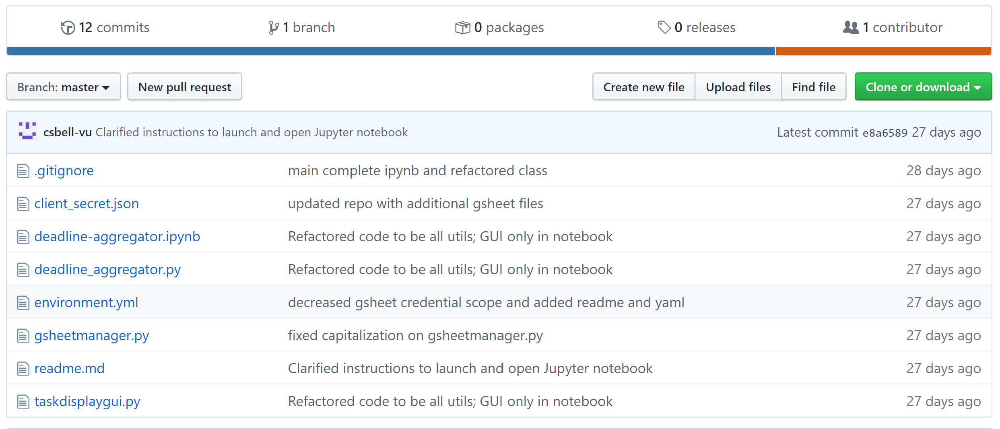 12 commits 1 branch 0 packages 0 releases 1 contributor
Branch: master New pull request Create new file Upload files Find file Clone or download
csbell-vu Clarified instructions to launch and open Jupyter notebook Latest commit e8a6589 27 days ago
.gitignore main complete ipynb and refactored class 28 days ago
client_secret.json updated repo with additional gsheet files 27 days ago
deadline-aggregator.ipynb Refactored code to be all utils; GUI only in notebook 27 days ago
deadline_aggregator.py Refactored code to be all utils; GUI only in notebook 27 days ago
environment.yml decreased gsheet credential scope and added readme and yaml 27 days ago
gsheetmanager.py fixed capitalization on gsheetmanager.py 27 days ago
readme.md Clarified instructions to launch and open Jupyter notebook 27 days ago
taskdisplaygui.py Refactored code to be all utils; GUI only in notebook 27 days ago